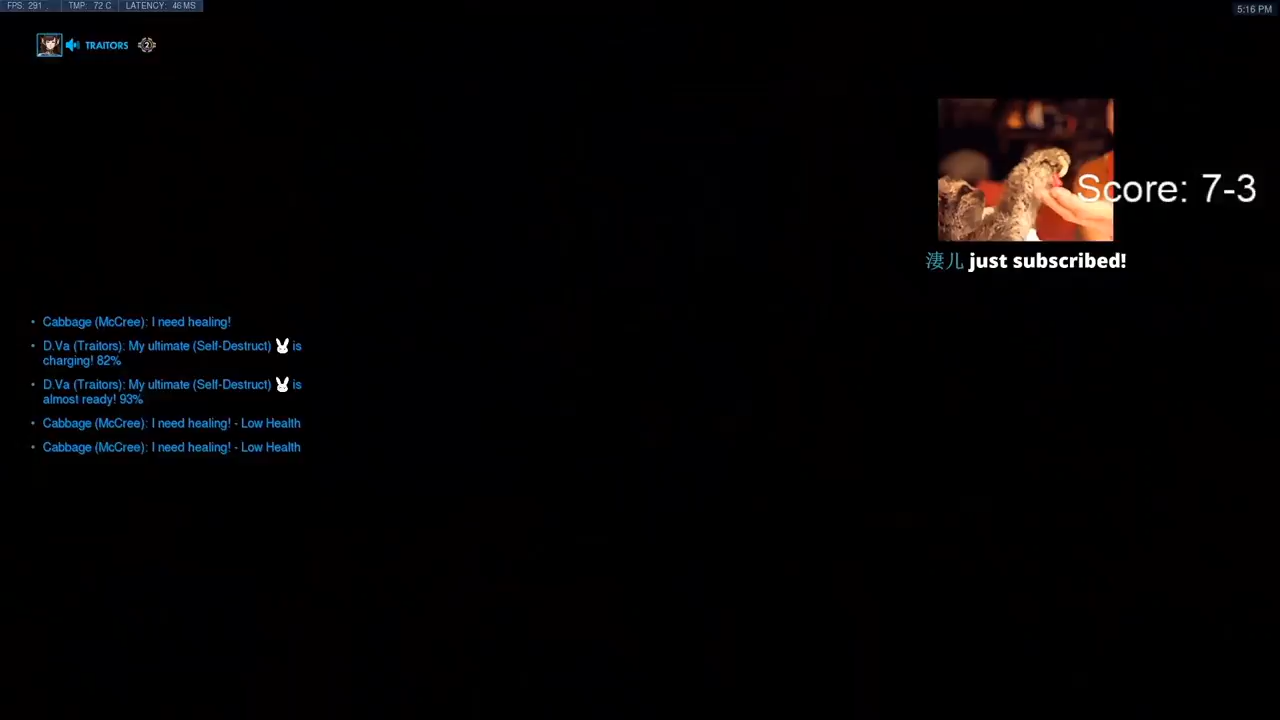 FPS: 291
TMP: 72 C
LATENCY: 46 MS
5:16 PM
TRAITORS
2
Score: 7-3
淒儿 just subscribed!
• Cabbage (McCree): I need healing!
• D.Va (Traitors): My ultimate (Self-Destruct) is
charging! 82%
• D.Va (Traitors): My ultimate (Self-Destruct) is
almost ready! 93%
• Cabbage (McCree): I need healing! - Low Health
• Cabbage (McCree): I need healing! - Low Health